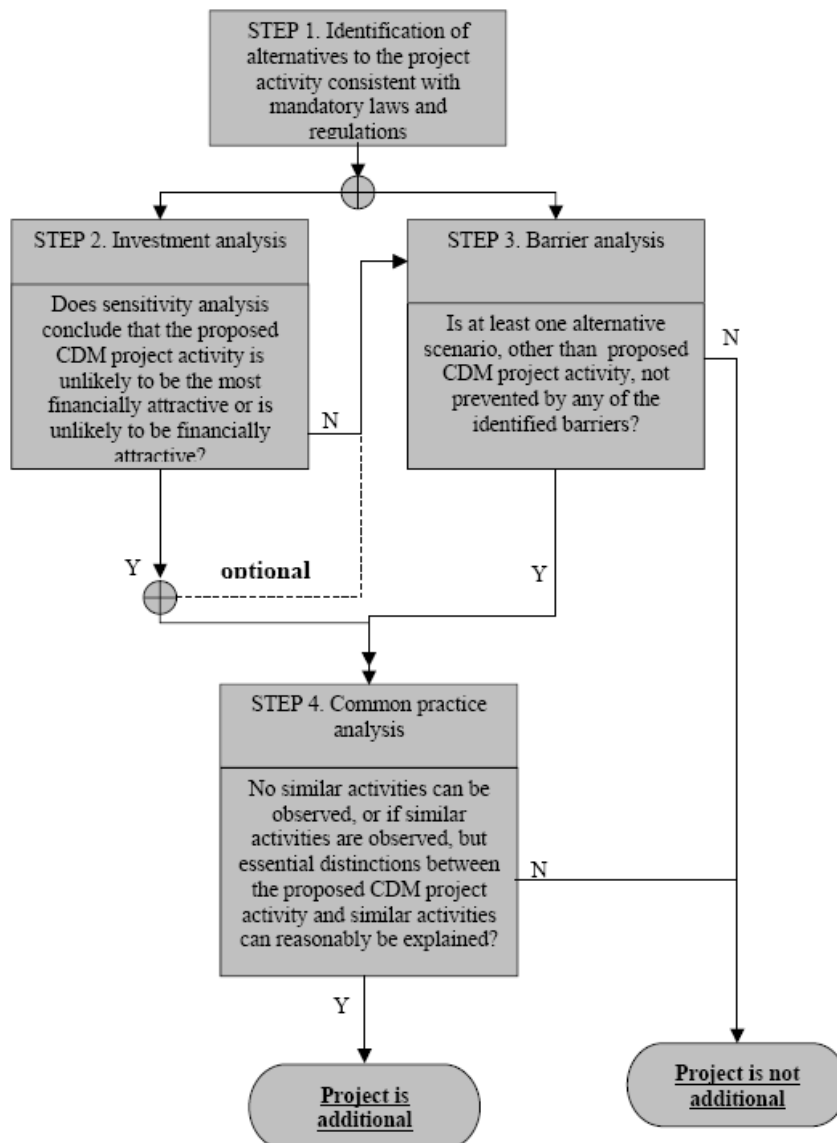 STEP 1. Identification of
alternatives to the project
activity consistent with
mandatory laws and
regulations
STEP 2. Investment analysis
Does sensitivity analysis
conclude that the proposed
CDM project activity is
unlikely to be the most
financially attractive or is
unlikely to be financially
attractive?
N
Y
optional
STEP 3. Barrier analysis
Is at least one alternative
scenario, other than proposed
CDM project activity, not
prevented by any of the
identified barriers?
N
Y
STEP 4. Common practice
analysis
No similar activities can be
observed, or if similar
activities are observed, but
essential distinctions between
the proposed CDM project
activity and similar activities
can reasonably be explained?
N
Y
Project is
additional
Project is not
additional